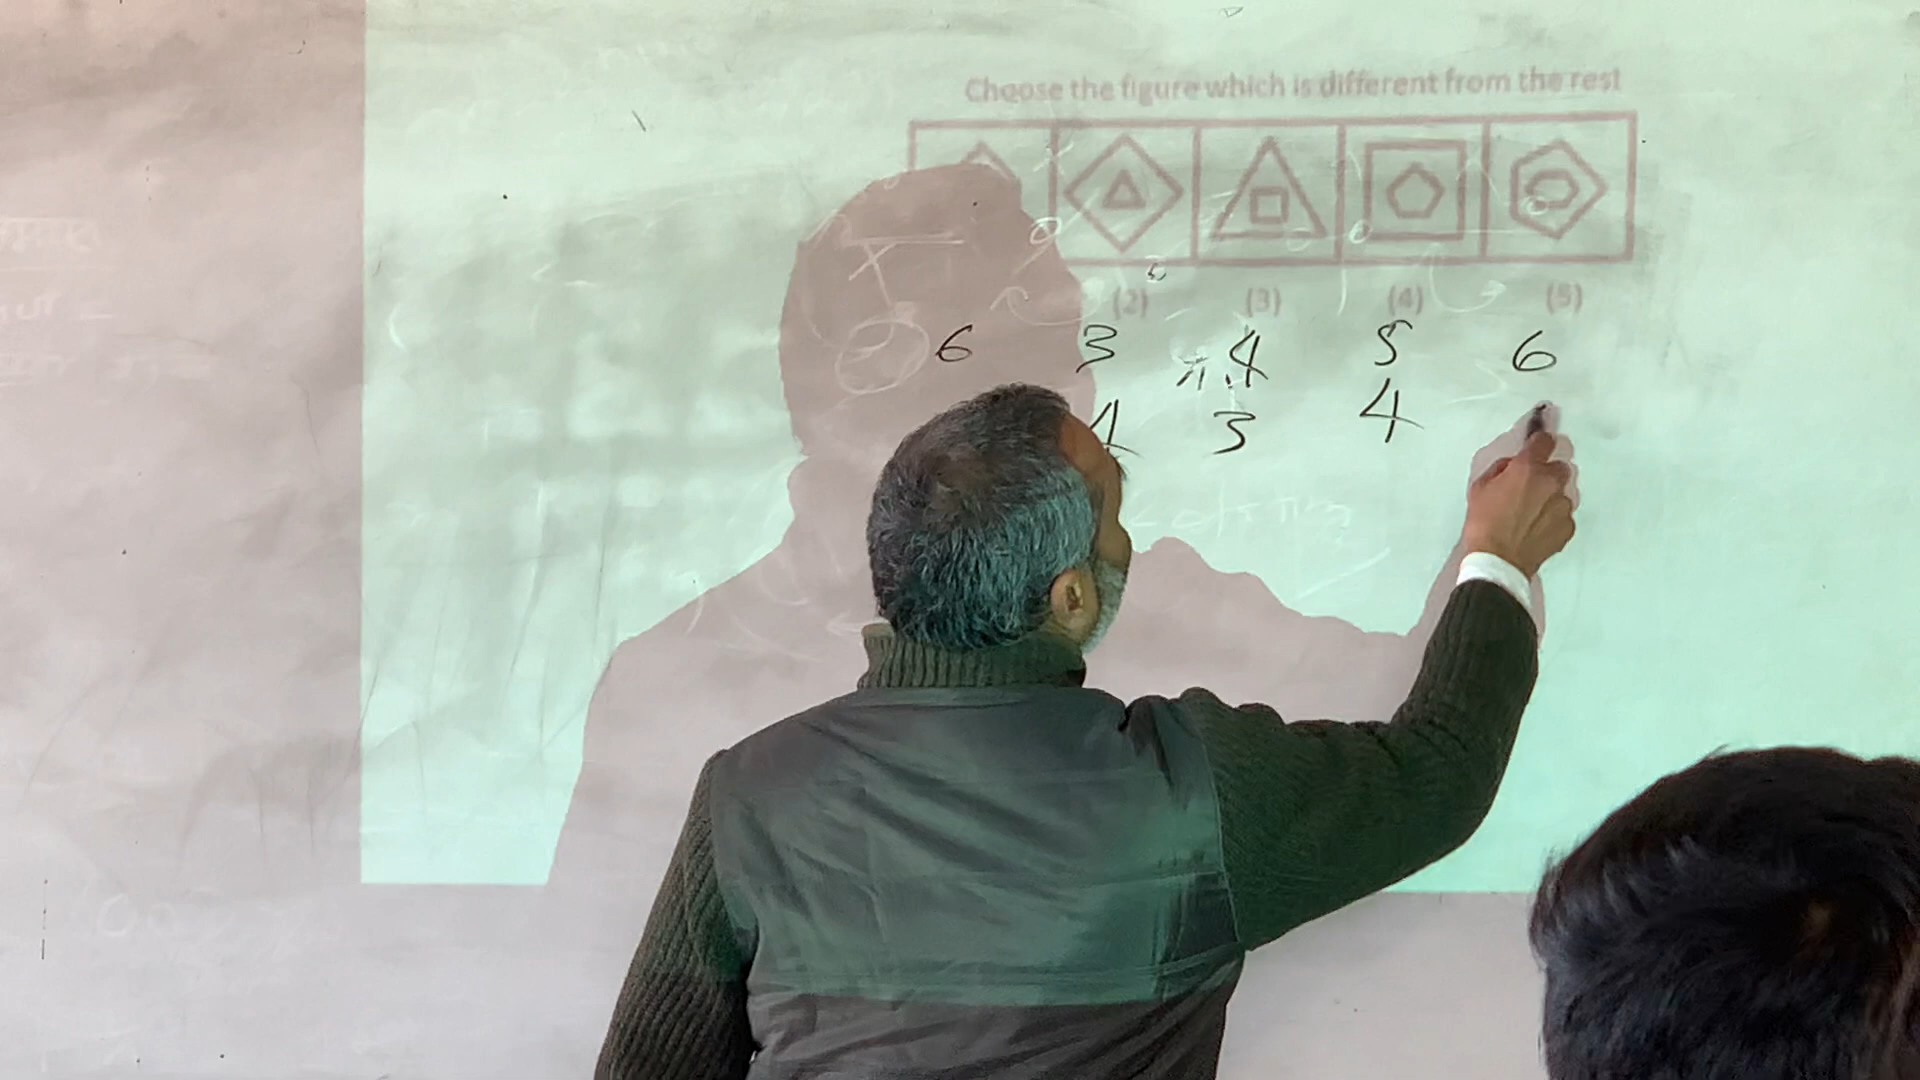 Choose the figure which is different from the rest
(2) (3) (4) (5)
6 3 4 5 6
4 3 4